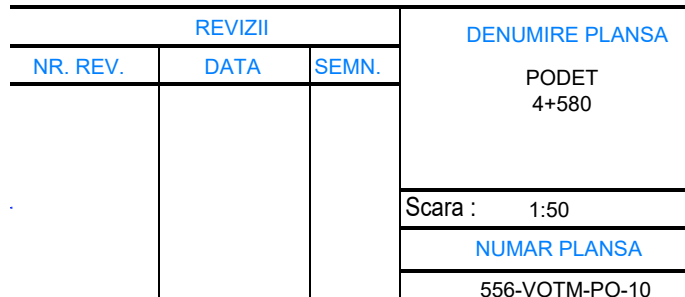 REVIZII
NR. REV. DATA SEMN.
DENUMIRE PLANSA
PODET
4+580
Scara : 1:50
NUMAR PLANSA
556-VOTM-PO-10